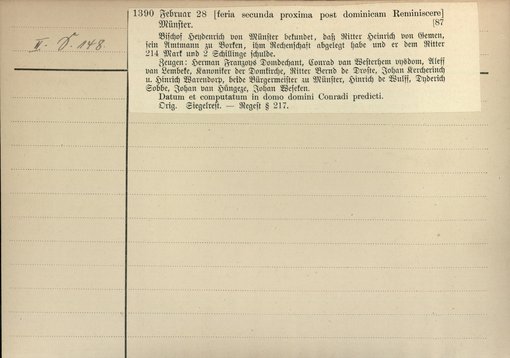 1390 Februar 28 [feria secunda proxima post dominicam Reminiscere]
Münster. [87
II. D. 148
Bischof Heydenrich von Münster bekundet, daß Ritter Heinrich von Gemen,
sein Amtmann zu Borken, ihm Rechenschaft abgelegt habe und er dem Ritter
214 Mark und 2 Schillinge schulde.
Zeugen: Herman Franzoys Domdechant, Conrad van Westerhem vysdom, Aleff
van Lembeke, Kanoniker der Domkirche, Ritter Bernd de Droste, Johan Kercherinch
u. Hinrich Warendorp, beide Bürgermeister zu Münster, Hinrich de Wulff, Dyderich
Sobbe, Johan van Hüngeze, Johan Weseken.
Datum et computatum in domo domini Conradi predicti.
Orig. Siegelrest. — Regest § 217.